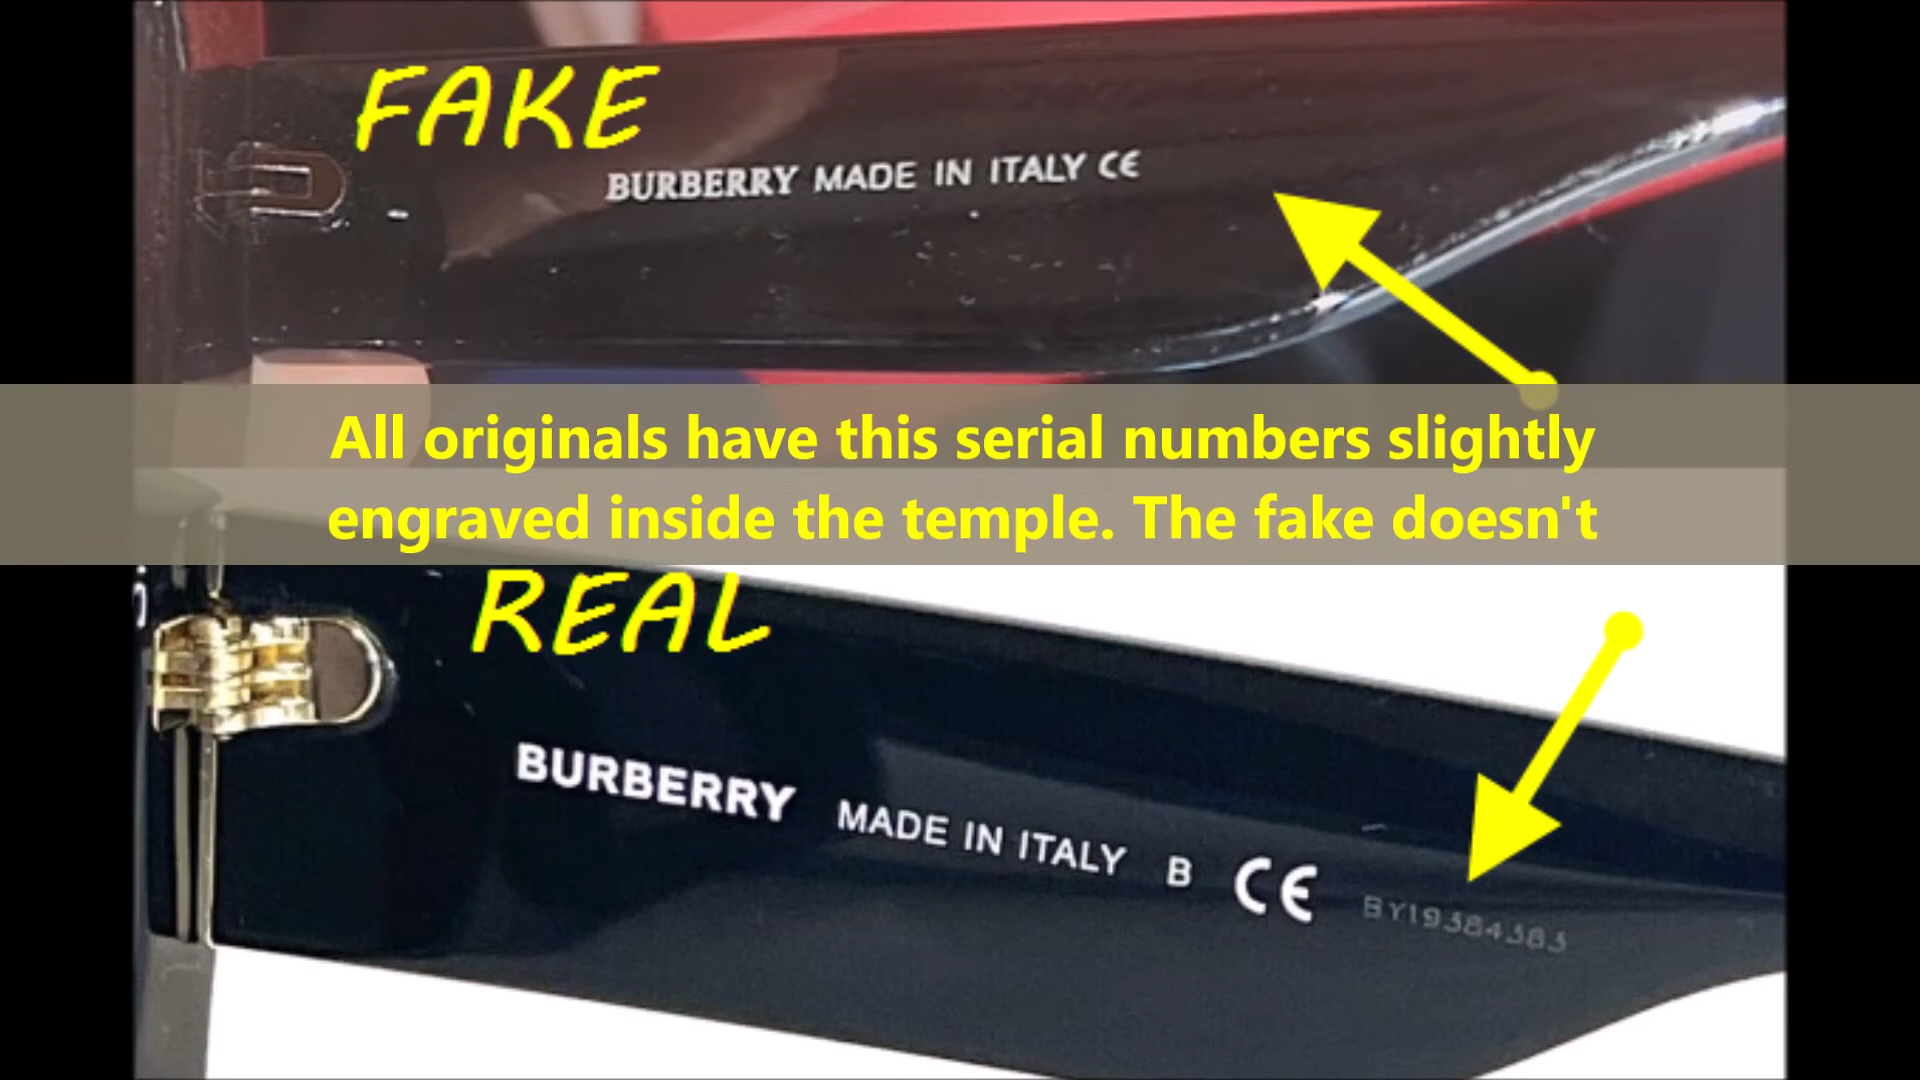 FAKE
BURBERRY MADE IN ITALY CE
All originals have this serial numbers slightly
engraved inside the temple. The fake doesn't
REAL
BURBERRY MADE IN ITALY B CE BY19384383